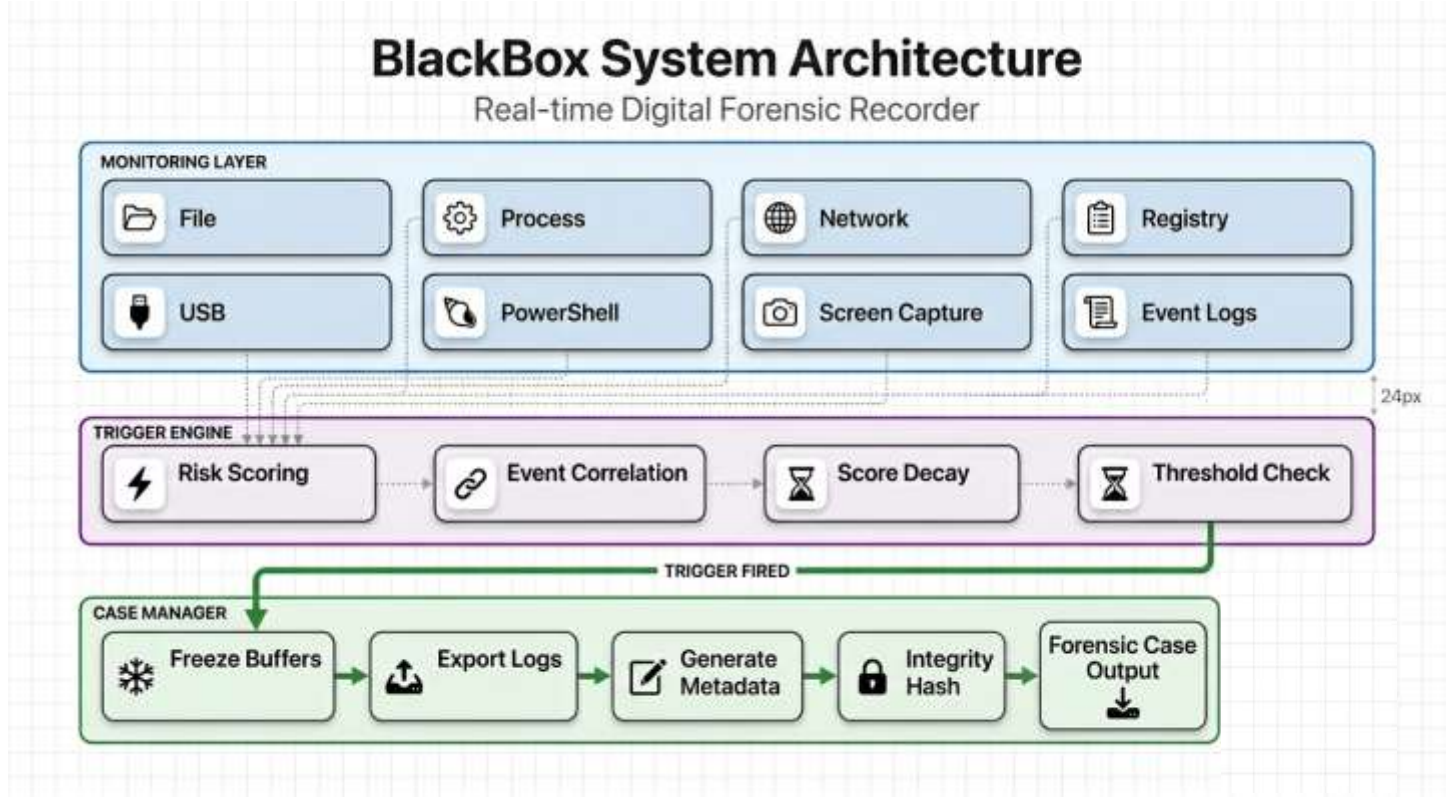 BlackBox System Architecture
Real-time Digital Forensic Recorder
MONITORING LAYER
File
Process
Network
Registry
USB
PowerShell
Screen Capture
Event Logs
24px
TRIGGER ENGINE
Risk Scoring
Event Correlation
Score Decay
Threshold Check
TRIGGER FIRED
CASE MANAGER
Freeze Buffers
Export Logs
Generate
Metadata
Integrity
Hash
Forensic Case
Output